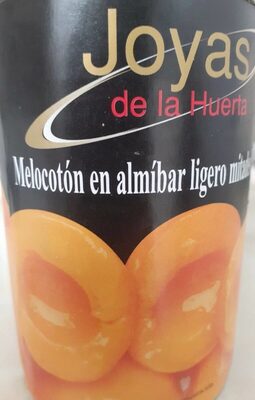 Joyas
de la Huerta
Melocotón en almíbar ligero